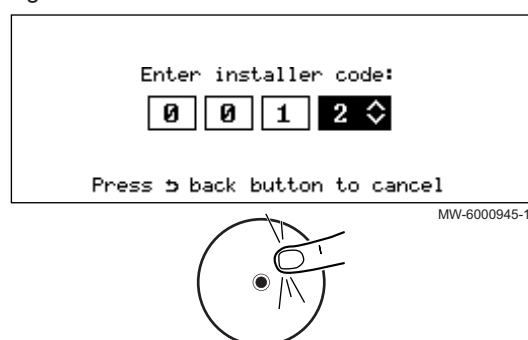 Enter installer code:
0 0 1 2
Press back button to cancel
MW-6000945-1